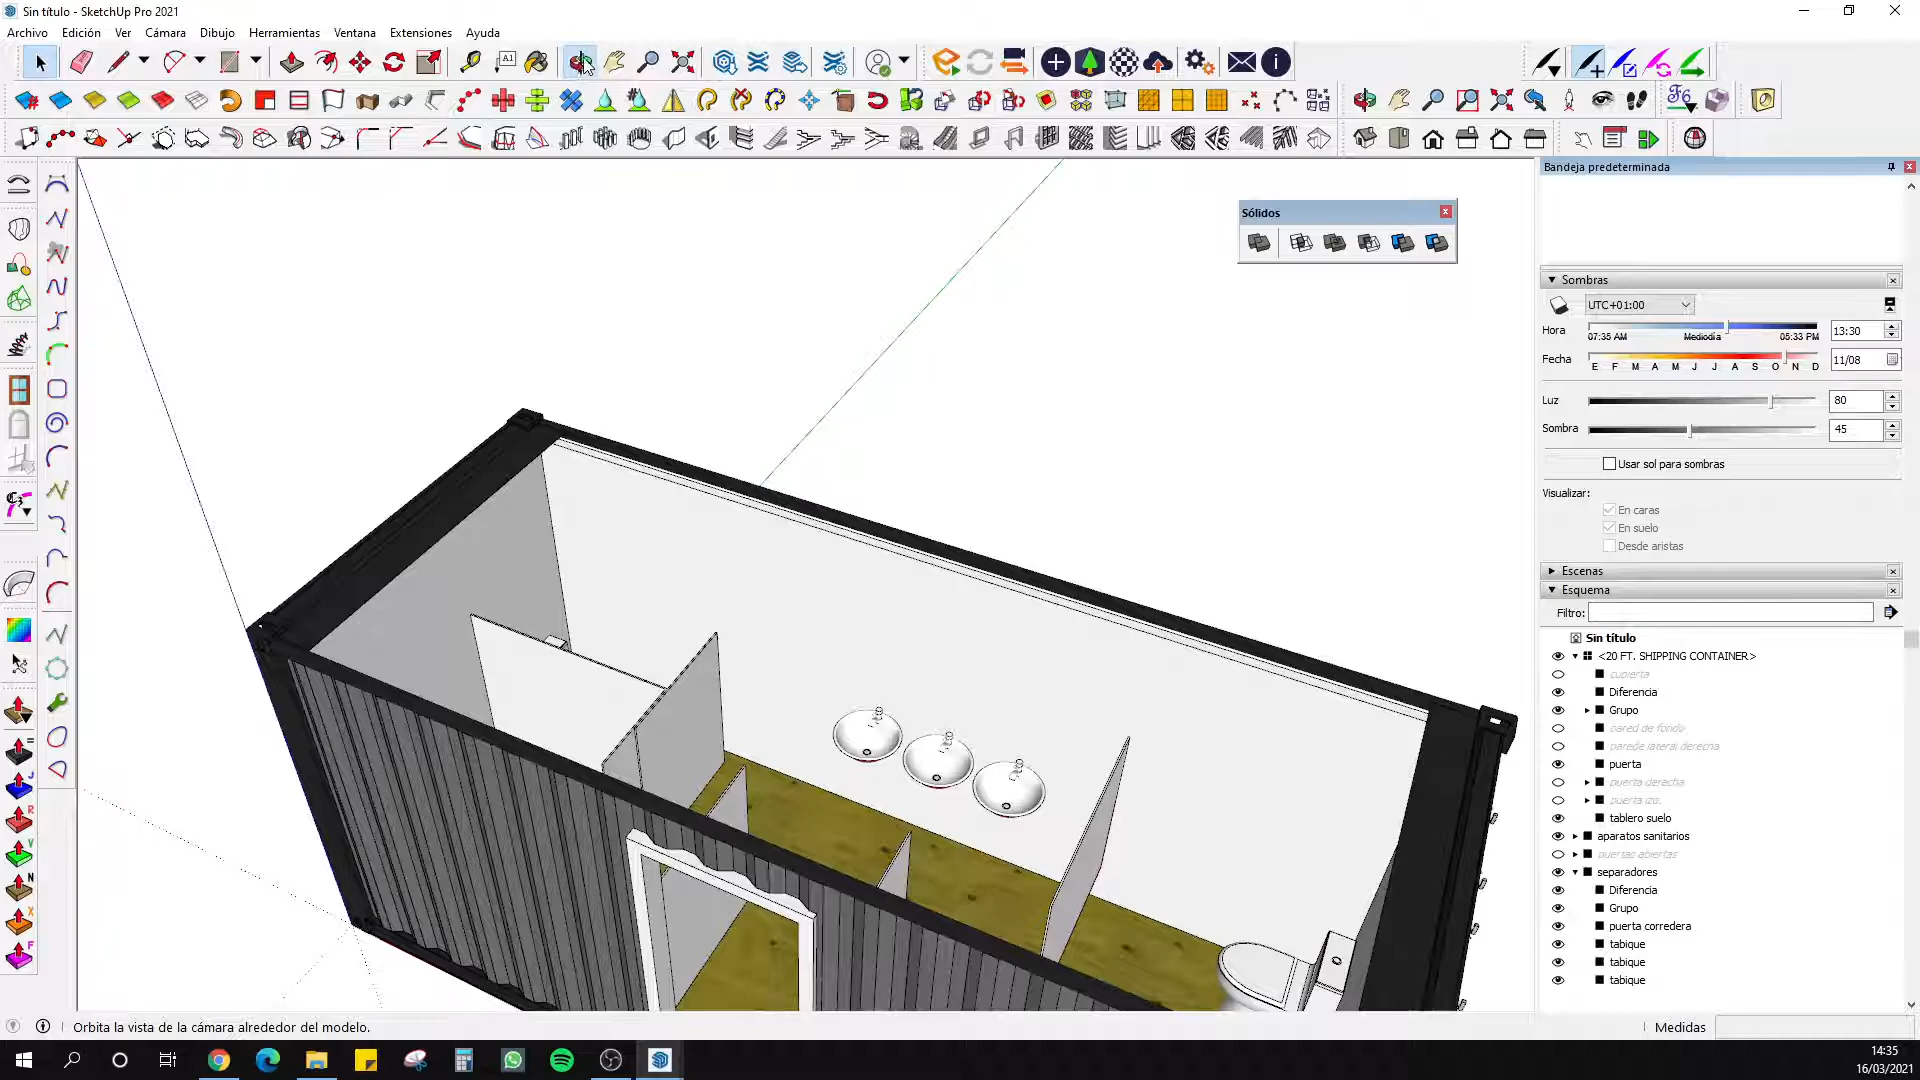 Sin título - SketchUp Pro 2021
Archivo Edición Ver Cámara Dibujo Herramientas Ventana Extensiones Ayuda
A1
Bandeja predeterminada
Sólidos
Sombras
UTC+01:00
Hora 13:30
07:35 AM Mediodía 05:33 PM
Fecha 11/08
E F M A M J J A S O N D
Luz 80
Sombra 45
Usar sol para sombras
Visualizar:
En caras
En suelo
Desde aristas
Escenas
Esquema
Filtro:
Sin título
<20 FT. SHIPPING CONTAINER>
cubierta
Diferencia
Grupo
pared de fondo
parede lateral derecha
puerta
puerta derecha
puerta izq.
tablero suelo
aparatos sanitarios
puertas abiertas
separadores
Diferencia
Grupo
puerta corredera
tabique
tabique
tabique
J
R
V
N
X
F
Orbita la vista de la cámara alrededor del modelo.
Medidas
14:35
16/03/2021